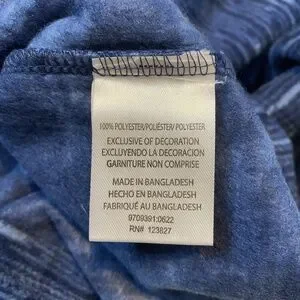 100% POLYESTER/POLIÉSTER/ POLYESTER
EXCLUSIVE OF DECORATION
EXCLUYENDO LA DECORACION
GARNITURE NON COMPRISE
MADE IN BANGLADESH
HECHO EN BANGLADESH
FABRIQUÉ AU BANGLADESH
9709391:0622
RN# 123827